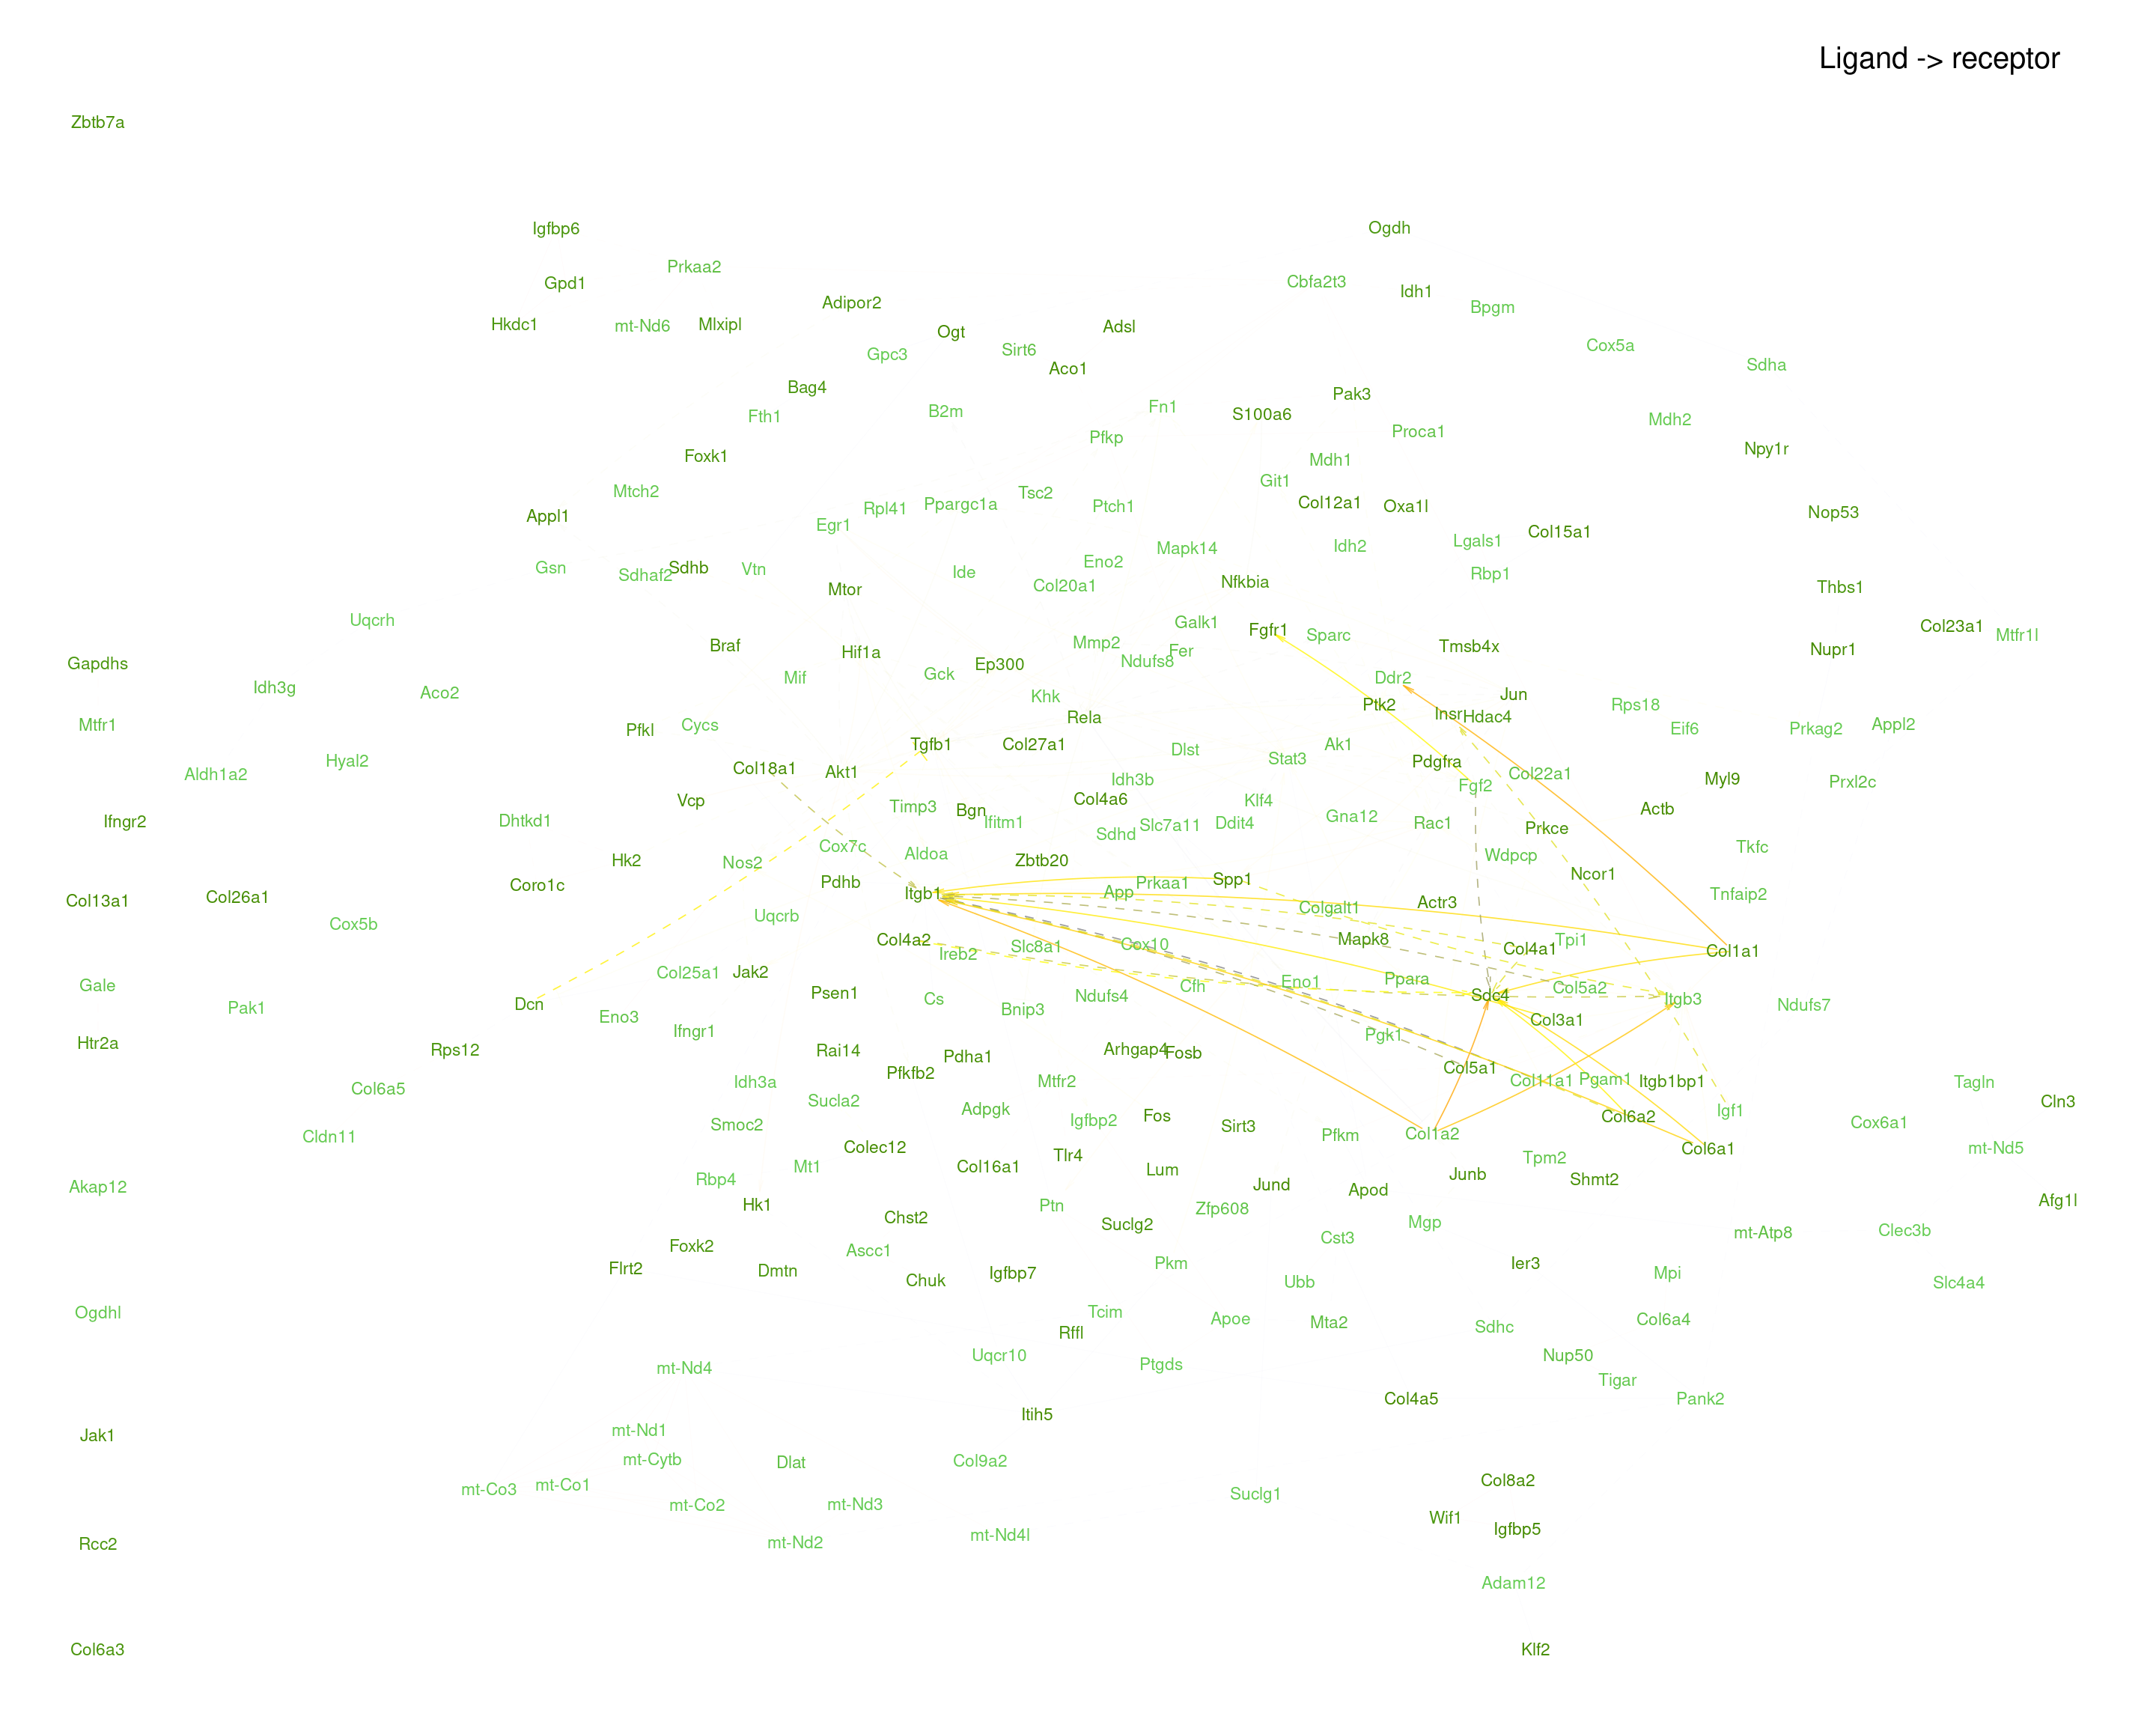 Ligand -> receptor
Zbtb7a
Igfbp6
Ogdh
Prkaa2
Gpd1
Cbfa2t3
Idh1
Adipor2
Bpgm
Hkdc1
mt-Nd6
Mlxipl
Adsl
Ogt
Cox5a
Gpc3
Sirt6
Sdha
Aco1
Bag4
Pak3
Fth1
B2m
Fn1
S100a6
Mdh2
Proca1
Pfkp
Npy1r
Foxk1
Mdh1
Git1
Mtch2
Tsc2
Col12a1
Ppargc1a
Ptch1
Oxa1l
Rpl41
Nop53
Appl1
Egr1
Col15a1
Lgals1
Mapk14
Idh2
Eno2
Gsn
Sdhaf2
Sdhb
Vtn
Ide
Rbp1
Nfkbia
Col20a1
Thbs1
Mtor
Uqcrh
Galk1
Col23a1
Fgfr1
Sparc
Mtfr1l
Mmp2
Braf
Tmsb4x
Nupr1
Hif1a
Fer
Ndufs8
Gapdhs
Ep300
Gck
Mif
Ddr2
Idh3g
Aco2
Khk
Jun
Ptk2
Rps18
Insr
Hdac4
Rela
Mtfr1
Cycs
Pfkl
Eif6
Prkag2
Appl2
Tgfb1
Col27a1
Ak1
Dlst
Stat3
Hyal2
Pdgfra
Col18a1
Akt1
Aldh1a2
Col22a1
Idh3b
Myl9
Prxl2c
Fgf2
Vcp
Col4a6
Klf4
Timp3
Bgn
Actb
Gna12
Ifngr2
Dhtkd1
Ifitm1
Slc7a11
Ddit4
Rac1
Prkce
Sdhd
Cox7c
Tkfc
Aldoa
Wdpcp
Hk2
Nos2
Zbtb20
Ncor1
Coro1c
Pdhb
Prkaa1
Spp1
Itgb1
App
Tnfaip2
Col13a1
Col26a1
Actr3
Colgalt1
Uqcrb
Cox5b
Col4a2
Mapk8
Tpi1
Slc8a1
Cox10
Col4a1
Col1a1
Ireb2
Col25a1
Jak2
Ppara
Eno1
Gale
Cfh
Col5a2
Psen1
Ndufs4
Sdc4
Cs
Itgb3
Dcn
Ndufs7
Pak1
Bnip3
Eno3
Col3a1
Ifngr1
Pgk1
Htr2a
Rps12
Rai14
Arhgap4
Fosb
Pdha1
Col5a1
Pfkfb2
Pgam1
Col11a1
Itgb1bp1
Idh3a
Mtfr2
Tagln
Col6a5
Sucla2
Cln3
Adpgk
Igf1
Fos
Col6a2
Igfbp2
Cox6a1
Smoc2
Sirt3
Col1a2
Pfkm
Cldn11
Colec12
mt-Nd5
Col6a1
Tlr4
Tpm2
Mt1
Col16a1
Lum
Junb
Rbp4
Shmt2
Jund
Akap12
Apod
Afg1l
Hk1
Ptn
Zfp608
Chst2
Mgp
Suclg2
Clec3b
mt-Atp8
Cst3
Foxk2
Ascc1
Pkm
Ier3
Flrt2
Dmtn
Igfbp7
Mpi
Chuk
Ubb
Slc4a4
Ogdhl
Tcim
Apoe
Col6a4
Mta2
Sdhc
Rffl
Uqcr10
Nup50
Ptgds
mt-Nd4
Tigar
Col4a5
Pank2
Itih5
mt-Nd1
Jak1
mt-Cytb
Col9a2
Dlat
Col8a2
mt-Co1
mt-Co3
Suclg1
mt-Co2
mt-Nd3
Wif1
Igfbp5
mt-Nd4l
mt-Nd2
Rcc2
Adam12
Col6a3
Klf2